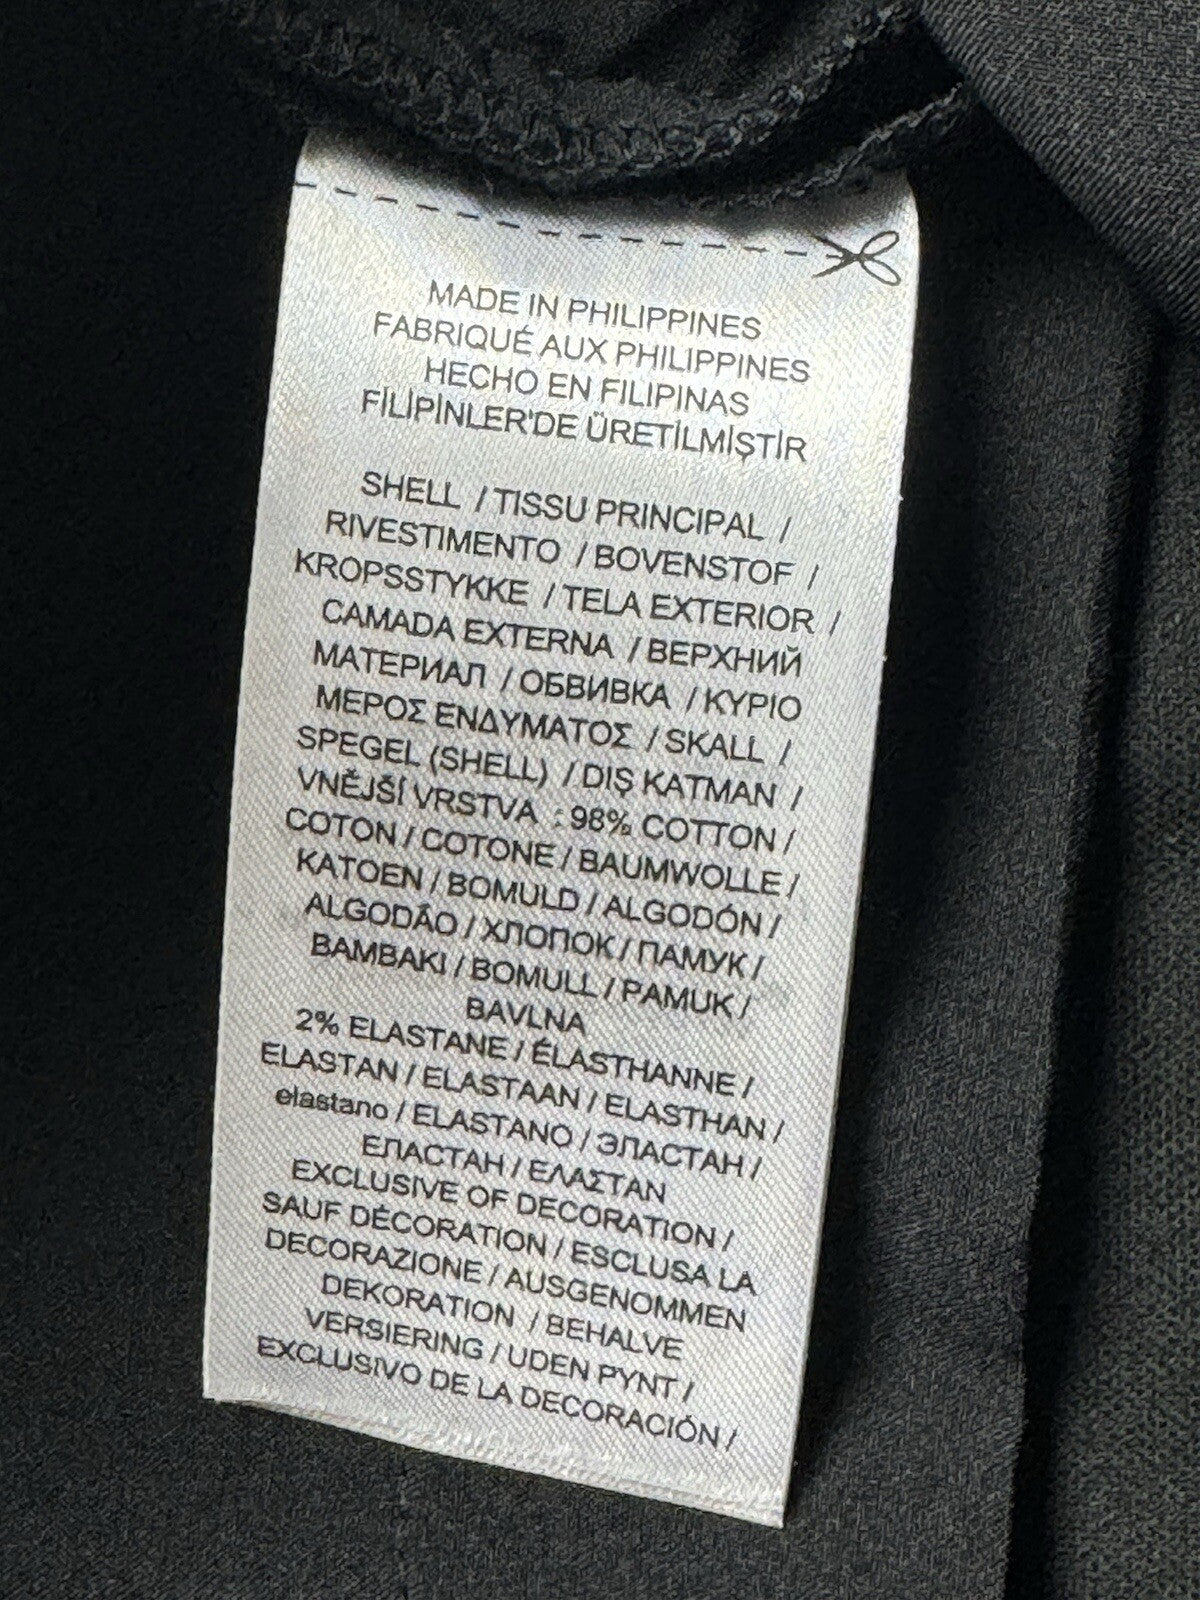 MADE IN PHILIPPINES
FABRIQUÉ AUX PHILIPPINES
HECHO EN FILIPINAS
FİLİPİNLER'DE ÜRETİLMİŞTİR
SHELL / TISSU PRINCIPAL /
RIVESTIMENTO / BOVENSTOF /
KROPSSTYKKE / TELA EXTERIOR /
CAMADA EXTERNA / ВЕРХНИЙ
МАТЕРИАЛ / ОБВИВКА / ΚΥΡΙΟ
ΜΕΡΟΣ ΕΝΔΥΜΑΤΟΣ / SKALL /
SPEGEL (SHELL) / DIŞ KATMAN /
VNĚJŠÍ VRSTVA : 98% COTTON /
COTON / COTONE / BAUMWOLLE /
KATOEN / BOMULD / ALGODÓN /
ALGODÃO / ХЛОПОК / ПАМУК /
ΒΑΜΒΑΚΙ / BOMULL / PAMUK /
BAVLNA
2% ELASTANE / ÉLASTHANNE /
ELASTAN / ELASTAAN / ELASTHAN /
elastano / ELASTANO / ЭЛАСТАН /
ЕЛАСТАН / ΕΛΑΣΤΑΝ
EXCLUSIVE OF DECORATION /
SAUF DÉCORATION / ESCLUSA LA
DECORAZIONE / AUSGENOMMEN
DEKORATION / BEHALVE
VERSIERING / UDEN PYNT /
EXCLUSIVO DE LA DECORACIÓN /